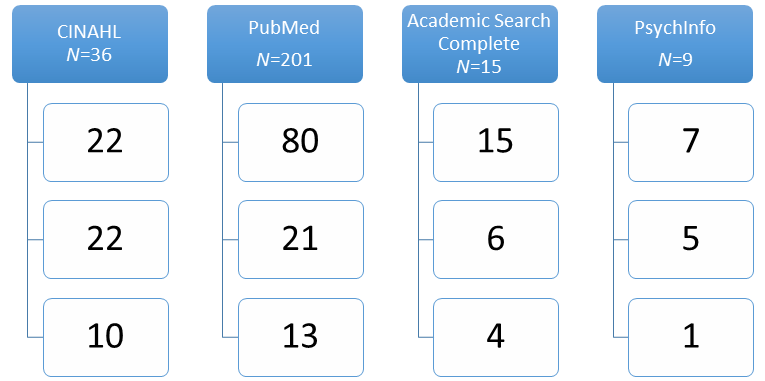 CINAHL
N=36
22
22
10
PubMed
N=201
80
21
13
Academic Search
Complete
N=15
15
6
4
PsychInfo
N=9
7
5
1